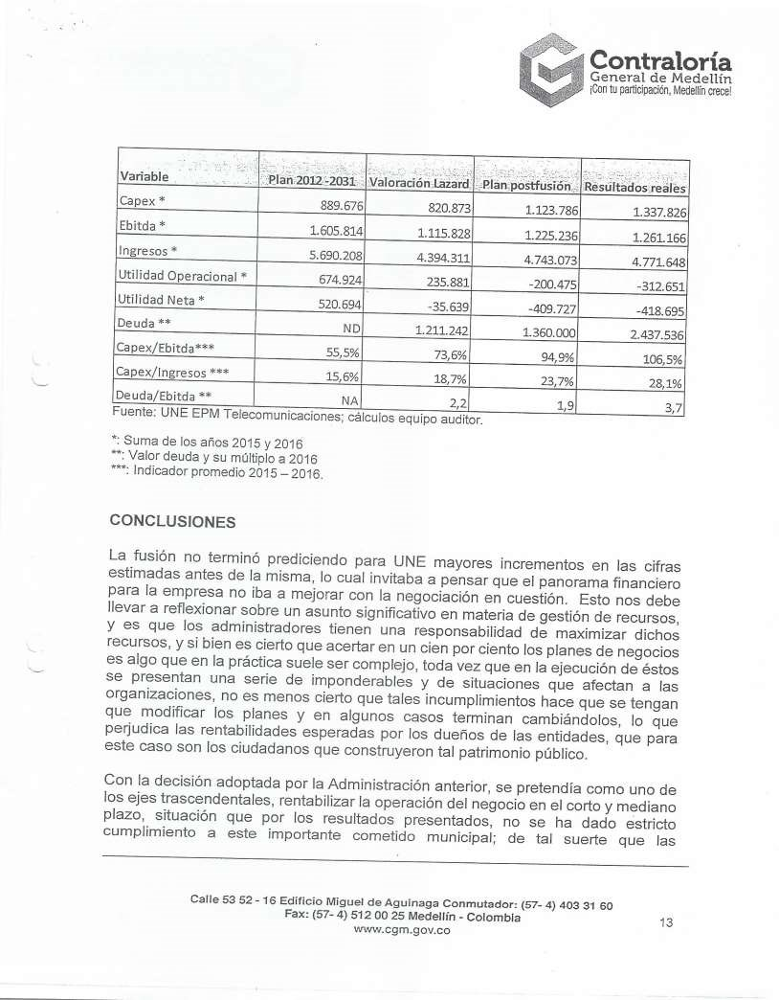 Contraloría
General de Medellín
¡Con tu participación, Medellín crece!
Variable Plan 2012 -2031 Valoración Lazard Plan postfusión Resultados reales
Capex * 889.676 820.873 1.123.786 1.337.826
Ebitda * 1.605.814 1.115.828 1.225.236 1.261.166
Ingresos * 5.690.208 4.394.311 4.743.073 4.771.648
Utilidad Operacional * 674.924 235.881 -200.475 -312.651
Utilidad Neta * 520.694 -35.639 -409.727 -418.695
Deuda ** ND 1.211.242 1.360.000 2.437.536
Capex/Ebitda*** 55,5% 73,6% 94,9% 106,5%
Capex/Ingresos *** 15,6% 18,7% 23,7% 28,1%
Deuda/Ebitda ** NA 2,2 1,9 3,7
Fuente: UNE EPM Telecomunicaciones; cálculos equipo auditor.
*: Suma de los años 2015 y 2016
**: Valor deuda y su múltiplo a 2016
***: Indicador promedio 2015 – 2016.
CONCLUSIONES
La fusión no terminó prediciendo para UNE mayores incrementos en las cifras
estimadas antes de la misma, lo cual invitaba a pensar que el panorama financiero
para la empresa no iba a mejorar con la negociación en cuestión. Esto nos debe
llevar a reflexionar sobre un asunto significativo en materia de gestión de recursos,
y es que los administradores tienen una responsabilidad de maximizar dichos
recursos, y si bien es cierto que acertar en un cien por ciento los planes de negocios
es algo que en la práctica suele ser complejo, toda vez que en la ejecución de éstos
se presentan una serie de imponderables y de situaciones que afectan a las
organizaciones, no es menos cierto que tales incumplimientos hace que se tengan
que modificar los planes y en algunos casos terminan cambiándolos, lo que
perjudica las rentabilidades esperadas por los dueños de las entidades, que para
este caso son los ciudadanos que construyeron tal patrimonio público.
Con la decisión adoptada por la Administración anterior, se pretendía como uno de
los ejes trascendentales, rentabilizar la operación del negocio en el corto y mediano
plazo, situación que por los resultados presentados, no se ha dado estricto
cumplimiento a este importante cometido municipal; de tal suerte que las
Calle 53 52 - 16 Edificio Miguel de Aguinaga Conmutador: (57- 4) 403 31 60
Fax: (57- 4) 512 00 25 Medellín - Colombia
www.cgm.gov.co
13